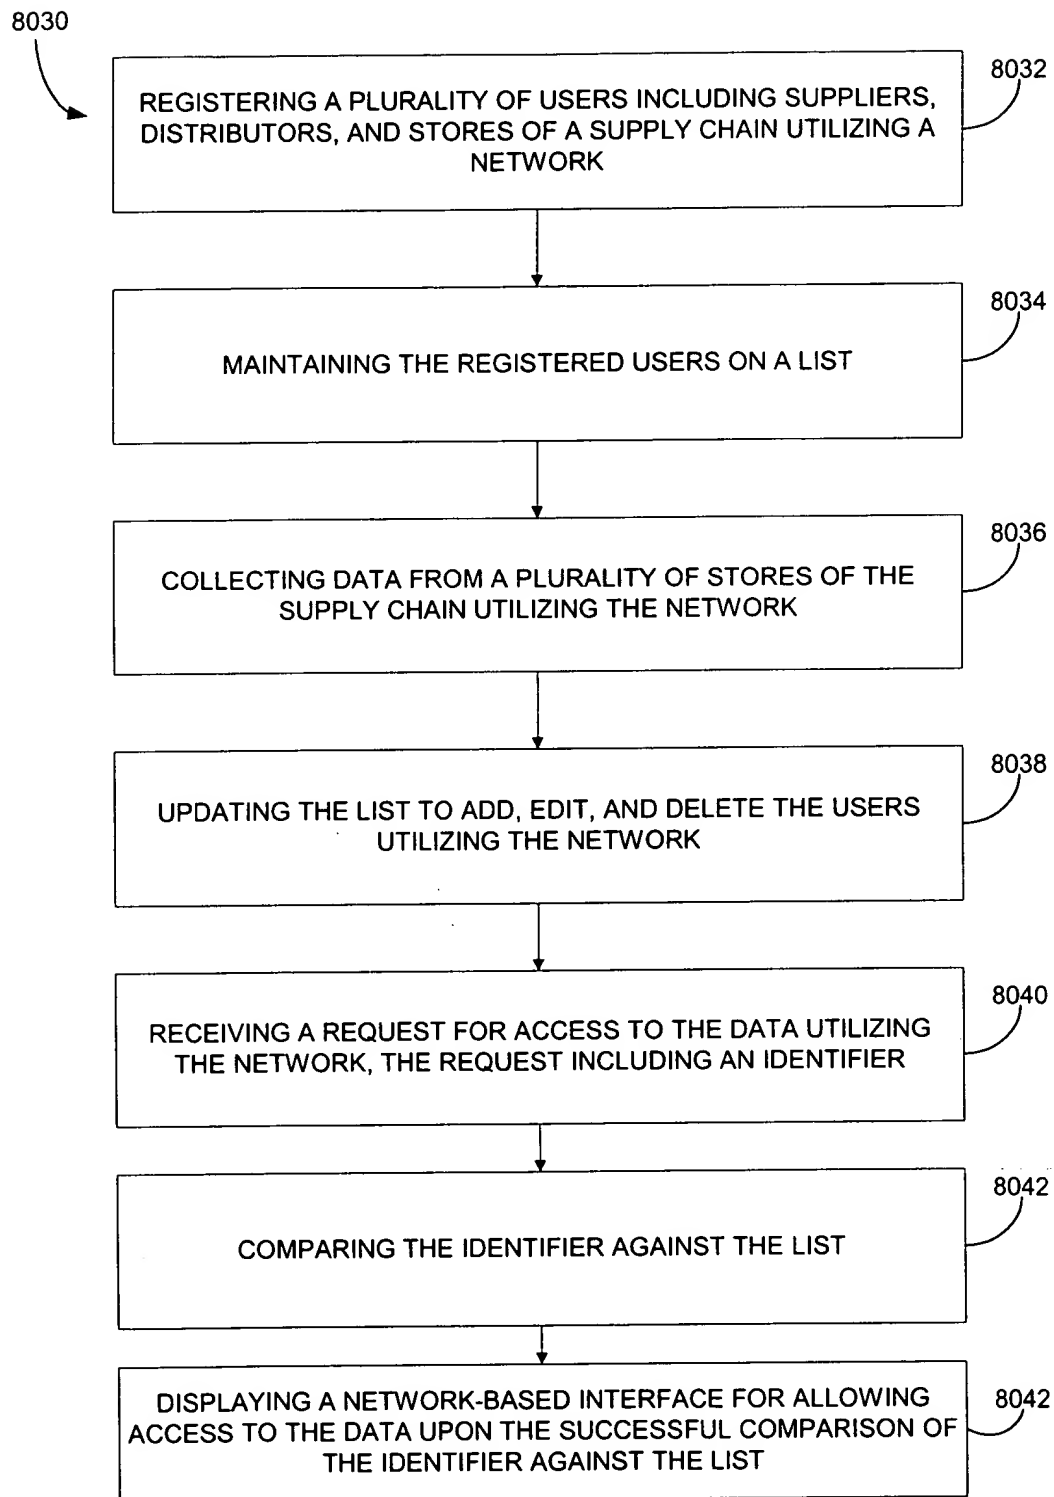 8030
8032
REGISTERING A PLURALITY OF USERS INCLUDING SUPPLIERS,
DISTRIBUTORS, AND STORES OF A SUPPLY CHAIN UTILIZING A
NETWORK
8034
MAINTAINING THE REGISTERED USERS ON A LIST
8036
COLLECTING DATA FROM A PLURALITY OF STORES OF THE
SUPPLY CHAIN UTILIZING THE NETWORK
8038
UPDATING THE LIST TO ADD, EDIT, AND DELETE THE USERS
UTILIZING THE NETWORK
8040
RECEIVING A REQUEST FOR ACCESS TO THE DATA UTILIZING
THE NETWORK, THE REQUEST INCLUDING AN IDENTIFIER
8042
COMPARING THE IDENTIFIER AGAINST THE LIST
8042
DISPLAYING A NETWORK-BASED INTERFACE FOR ALLOWING
ACCESS TO THE DATA UPON THE SUCCESSFUL COMPARISON OF
THE IDENTIFIER AGAINST THE LIST